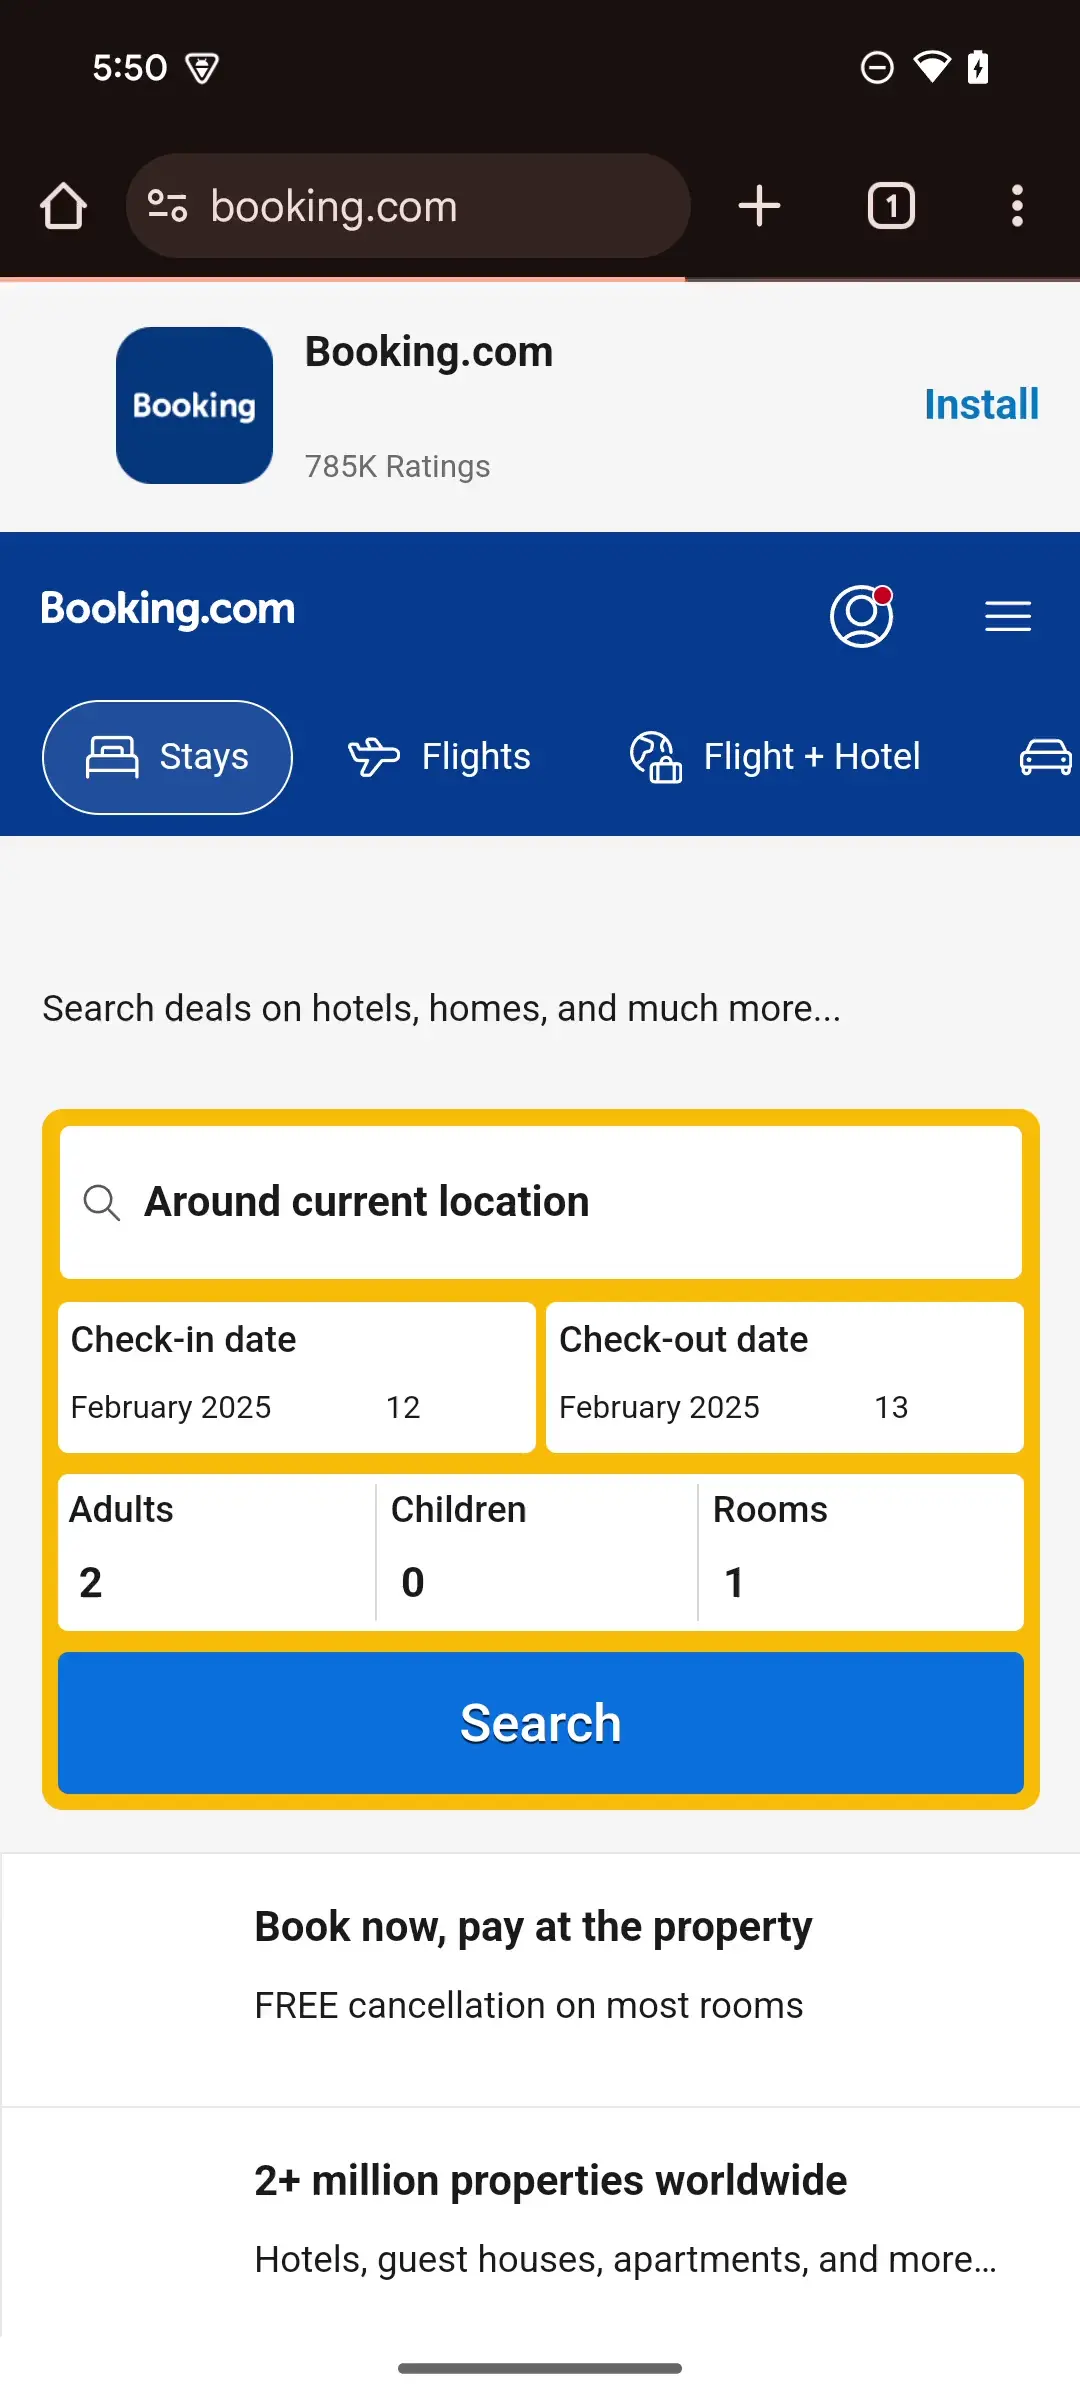 5:50
booking.com
1
Booking
Booking.com
785K Ratings
Install
Booking.com
Stays
Flights
Flight + Hotel
Search deals on hotels, homes, and much more...
Around current location
Check-in date
February 2025 12
Check-out date
February 2025 13
Adults
2
Children
0
Rooms
1
Search
Book now, pay at the property
FREE cancellation on most rooms
2+ million properties worldwide
Hotels, guest houses, apartments, and more...